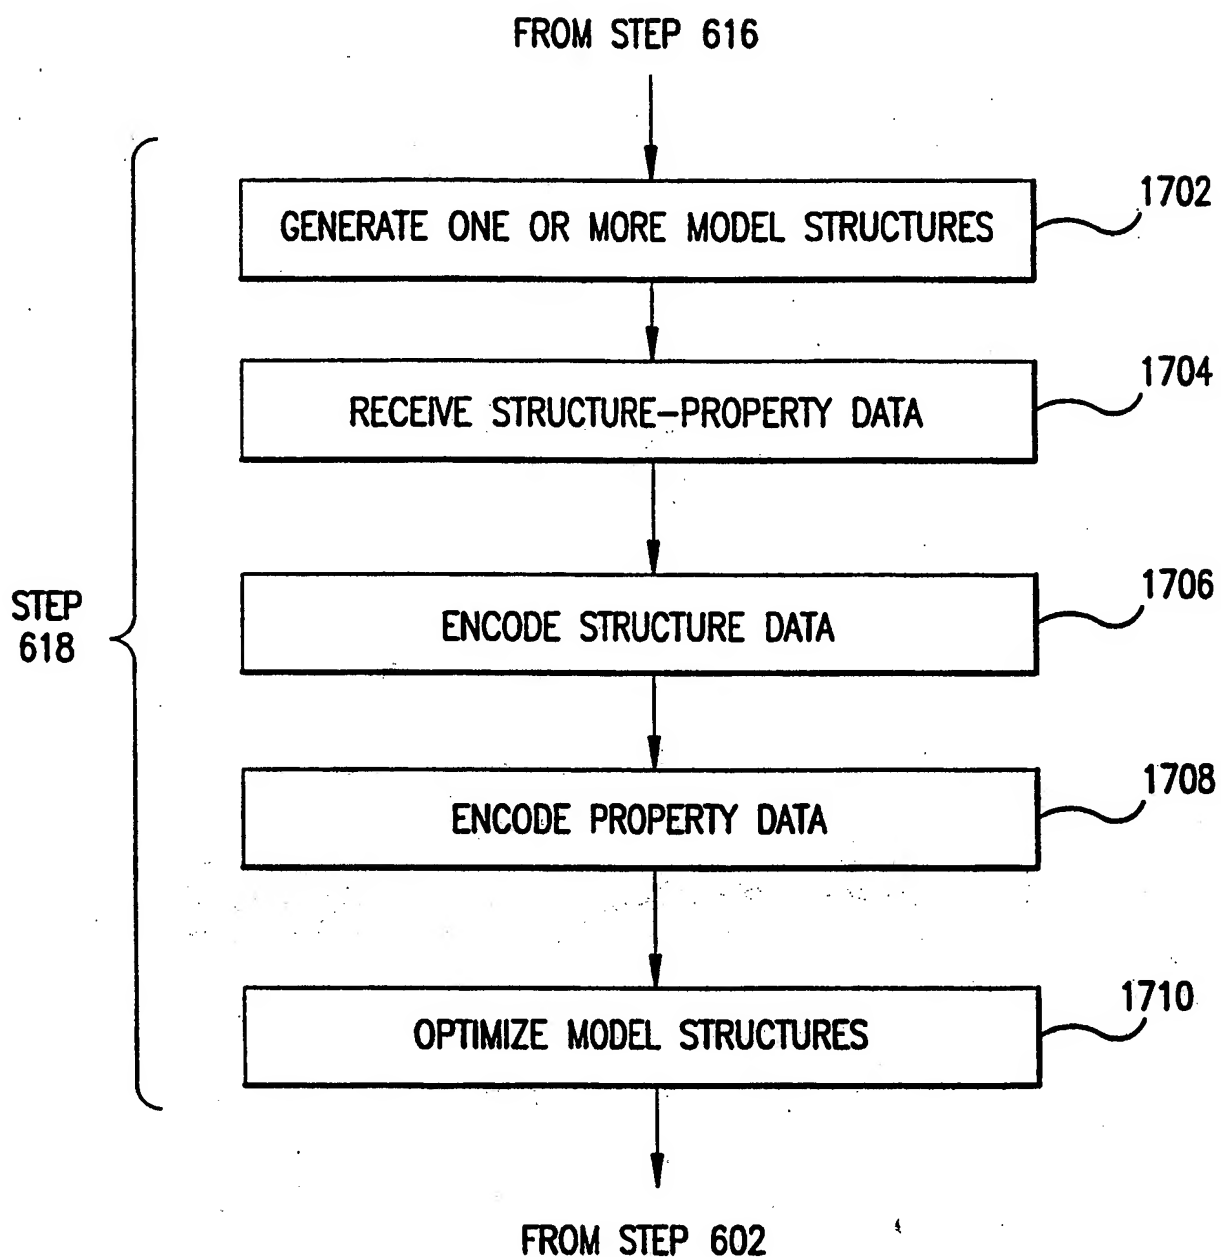 FROM STEP 616
GENERATE ONE OR MORE MODEL STRUCTURES
1702
RECEIVE STRUCTURE-PROPERTY DATA
1704
ENCODE STRUCTURE DATA
1706
STEP
618
ENCODE PROPERTY DATA
1708
OPTIMIZE MODEL STRUCTURES
1710
FROM STEP 602